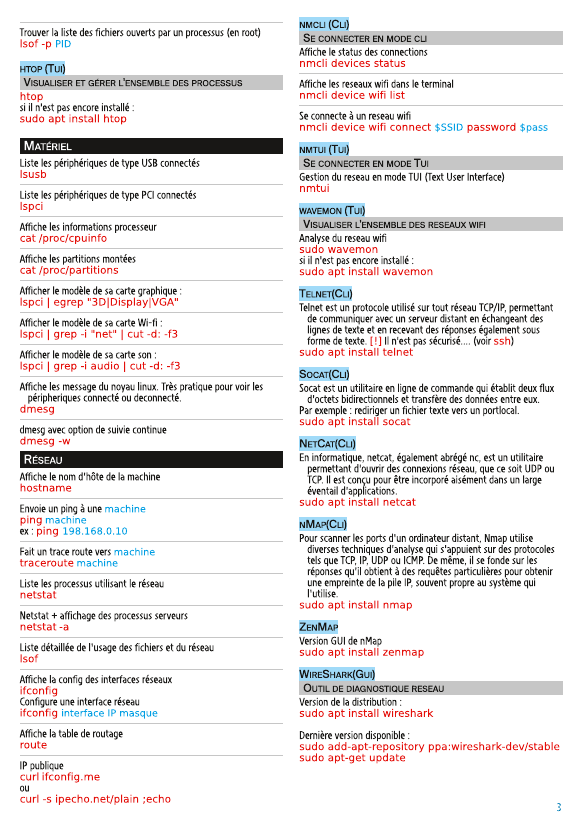 Trouver la liste des fichiers ouverts par un processus (en root)
lsof -p PID
HTOP (TUI)
VISUALISER ET GÉRER L'ENSEMBLE DES PROCESSUS
htop
si il n'est pas encore installé :
sudo apt install htop
MATÉRIEL
Liste les périphériques de type USB connectés
lsusb
Liste les périphériques de type PCI connectés
lspci
Affiche les informations processeur
cat /proc/cpuinfo
Affiche les partitions montées
cat /proc/partitions
Afficher le modèle de sa carte graphique :
lspci | egrep "3D|Display|VGA"
Afficher le modèle de sa carte Wi-fi :
lspci | grep -i "net" | cut -d: -f3
Afficher le modèle de sa carte son :
lspci | grep -i audio | cut -d: -f3
Affiche les message du noyau linux. Très pratique pour voir les
péripheriques connecté ou deconnecté.
dmesg
dmesg avec option de suivie continue
dmesg -w
RÉSEAU
Affiche le nom d'hôte de la machine
hostname
Envoie un ping à une machine
ping machine
ex : ping 198.168.0.10
Fait un trace route vers machine
traceroute machine
Liste les processus utilisant le réseau
netstat
Netstat + affichage des processus serveurs
netstat -a
Liste détaillée de l'usage des fichiers et du réseau
lsof
Affiche la config des interfaces réseaux
ifconfig
Configure une interface réseau
ifconfig interface IP masque
Affiche la table de routage
route
IP publique
curl ifconfig.me
ou
curl -s ipecho.net/plain ;echo
NMCLI (CLI)
SE CONNECTER EN MODE CLI
Affiche le status des connections
nmcli devices status
Affiche les reseaux wifi dans le terminal
nmcli device wifi list
Se connecte à un reseau wifi
nmcli device wifi connect $SSID password $pass
NMTUI (TUI)
SE CONNECTER EN MODE TUI
Gestion du reseau en mode TUI (Text User Interface)
nmtui
WAVEMON (TUI)
VISUALISER L'ENSEMBLE DES RESEAUX WIFI
Analyse du reseau wifi
sudo wavemon
si il n'est pas encore installé :
sudo apt install wavemon
TELNET(CLI)
Telnet est un protocole utilisé sur tout réseau TCP/IP, permettant
de communiquer avec un serveur distant en échangeant des
lignes de texte et en recevant des réponses également sous
forme de texte. [!] Il n'est pas sécurisé.... (voir ssh)
sudo apt install telnet
SOCAT(CLI)
Socat est un utilitaire en ligne de commande qui établit deux flux
d'octets bidirectionnels et transfère des données entre eux.
Par exemple : rediriger un fichier texte vers un portlocal.
sudo apt install socat
NETCAT(CLI)
En informatique, netcat, également abrégé nc, est un utilitaire
permettant d'ouvrir des connexions réseau, que ce soit UDP ou
TCP. Il est conçu pour être incorporé aisément dans un large
éventail d'applications.
sudo apt install netcat
NMAP(CLI)
Pour scanner les ports d'un ordinateur distant, Nmap utilise
diverses techniques d'analyse qui s'appuient sur des protocoles
tels que TCP, IP, UDP ou ICMP. De même, il se fonde sur les
réponses qu'il obtient à des requêtes particulières pour obtenir
une empreinte de la pile IP, souvent propre au système qui
l'utilise.
sudo apt install nmap
ZENMAP
Version GUI de nMap
sudo apt install zenmap
WIRESHARK(GUI)
OUTIL DE DIAGNOSTIQUE RESEAU
Version de la distribution :
sudo apt install wireshark
Dernière version disponible :
sudo add-apt-repository ppa:wireshark-dev/stable
sudo apt-get update
3